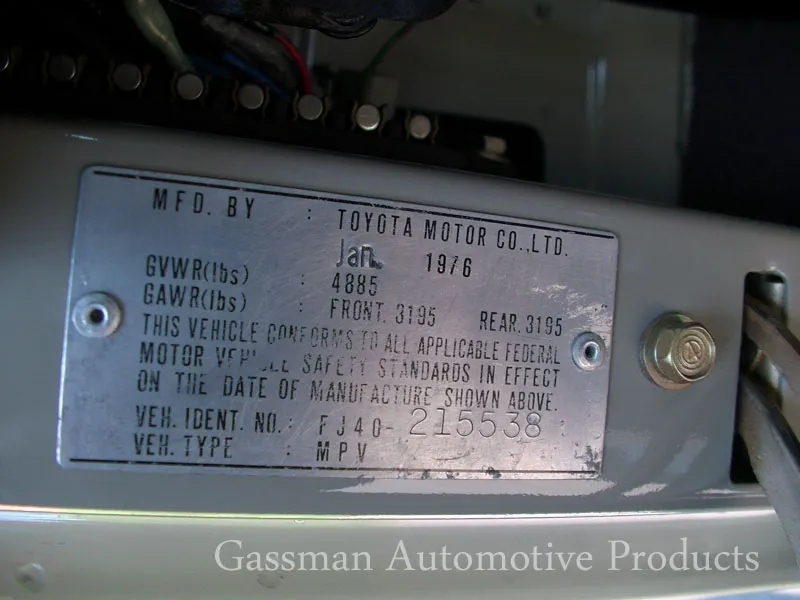 MFD. BY : TOYOTA MOTOR CO.,LTD.
Jan. 1976
GVWR(lbs) : 4885
GAWR(lbs) : FRONT. 3195 REAR. 3195
THIS VEHICLE CONFORMS TO ALL APPLICABLE FEDERAL
MOTOR VEHICLE SAFETY STANDARDS IN EFFECT
ON THE DATE OF MANUFACTURE SHOWN ABOVE.
VEH. IDENT. NO. : FJ40-215538
VEH. TYPE : MPV
Gassman Automotive Products